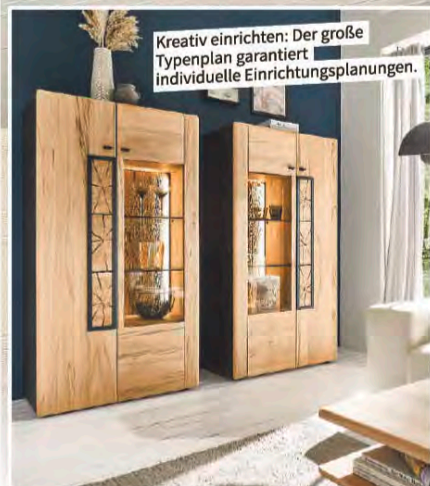 Kreativ einrichten: Der große
Typenplan garantiert
individuelle Einrichtungsplanungen.